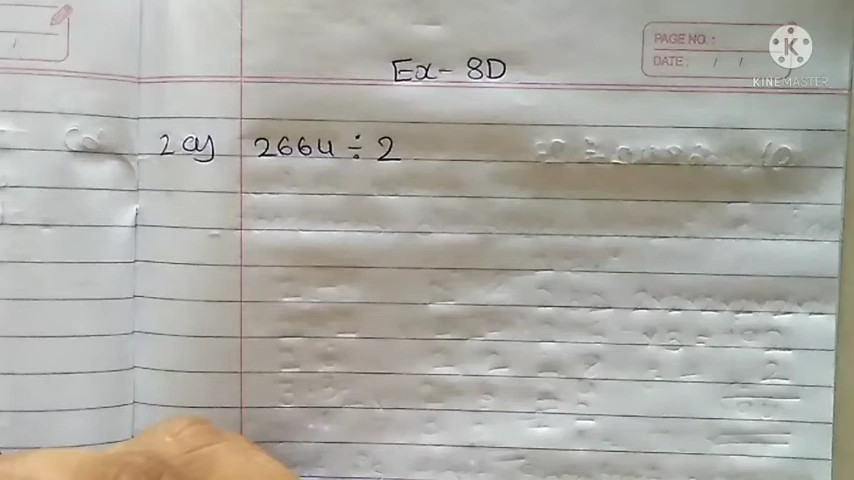 PAGE NO.:
DATE: / /
K
KINEMASTER
Ex - 8D
2 a) 2664 ÷ 2